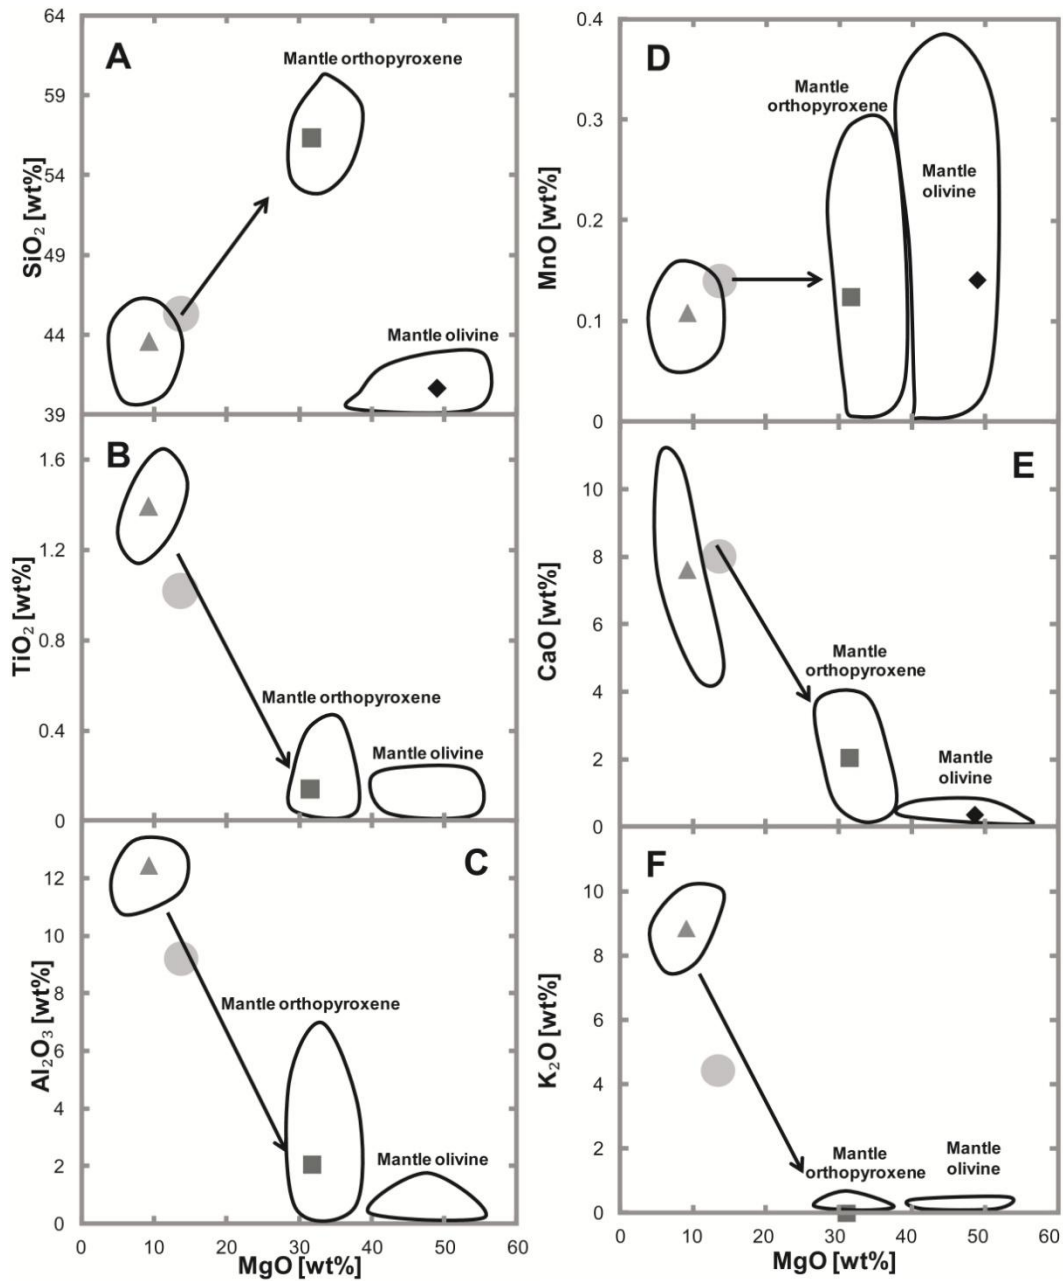 64
59
54
49
44
39
SiO₂ [wt%]
A
Mantle orthopyroxene
Mantle olivine
1.6
1.2
0.8
0.4
0
TiO₂ [wt%]
B
Mantle orthopyroxene
Mantle olivine
12
10
8
6
4
2
0
Al₂O₃ [wt%]
C
Mantle orthopyroxene
Mantle olivine
0 10 20 30 40 50 60
MgO [wt%]
0.4
0.3
0.2
0.1
0
MnO [wt%]
D
Mantle
orthopyroxene
Mantle
olivine
10
8
6
4
2
0
CaO [wt%]
E
Mantle
orthopyroxene
Mantle
olivine
10
8
6
4
2
0
K₂O [wt%]
F
Mantle
orthopyroxene
Mantle
olivine
0 10 20 30 40 50 60
MgO [wt%]